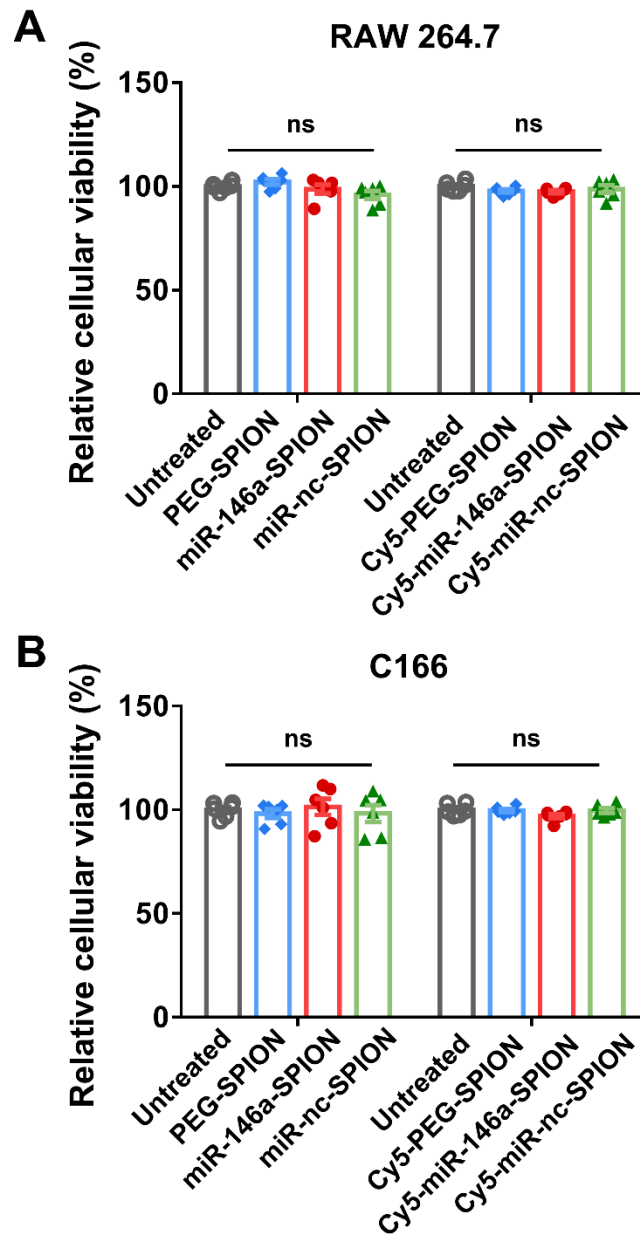 A
RAW 264.7
Relative cellular viability (%)
150
100
50
0
ns
ns
Untreated
PEG-SPION
miR-146a-SPION
miR-nc-SPION
Untreated
Cy5-PEG-SPION
Cy5-miR-146a-SPION
Cy5-miR-nc-SPION
B
C166
Relative cellular viability (%)
150
100
50
0
ns
ns
Untreated
PEG-SPION
miR-146a-SPION
miR-nc-SPION
Untreated
Cy5-PEG-SPION
Cy5-miR-146a-SPION
Cy5-miR-nc-SPION